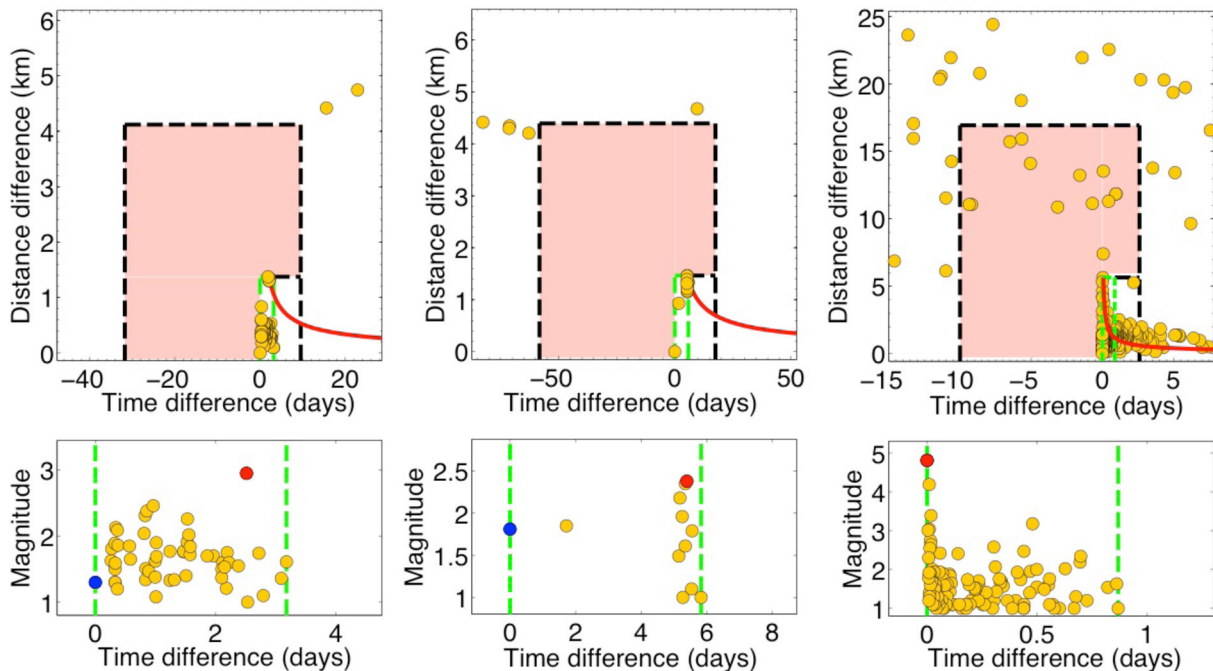 Distance difference (km)
6
5
4
3
2
1
0
−40 −20 0 20
Time difference (days)
Distance difference (km)
6
5
4
3
2
1
0
−50 0 50
Time difference (days)
Distance difference (km)
25
20
15
10
5
0
−15 −10 −5 0 5
Time difference (days)
Magnitude
3
2
1
0 2 4
Time difference (days)
Magnitude
2.5
2
1.5
1
0 2 4 6 8
Time difference (days)
Magnitude
5
4
3
2
1
0 0.5 1
Time difference (days)